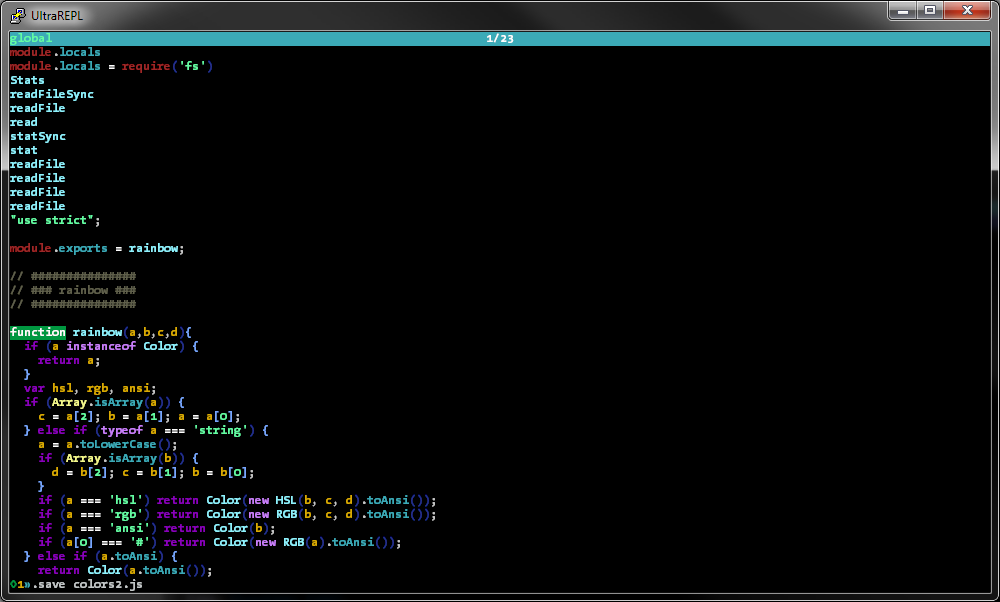 UltraREPL
global 1/23
module.locals
module.locals = require('fs')
Stats
readFileSync
readFile
read
statSync
stat
readFile
readFile
readFile
readFile
"use strict";
module.exports = rainbow;
// ###############
// ### rainbow ###
// ###############
function rainbow(a,b,c,d){
  if (a instanceof Color) {
    return a;
  }
  var hsl, rgb, ansi;
  if (Array.isArray(a)) {
    c = a[2]; b = a[1]; a = a[0];
  } else if (typeof a === 'string') {
    a = a.toLowerCase();
    if (Array.isArray(b)) {
      d = b[2]; c = b[1]; b = b[0];
    }
    if (a === 'hsl') return Color(new HSL(b, c, d).toAnsi());
    if (a === 'rgb') return Color(new RGB(b, c, d).toAnsi());
    if (a === 'ansi') return Color(b);
    if (a[0] === '#') return Color(new RGB(a).toAnsi());
  } else if (a.toAnsi) {
    return Color(a.toAnsi());
01».save colors2.js